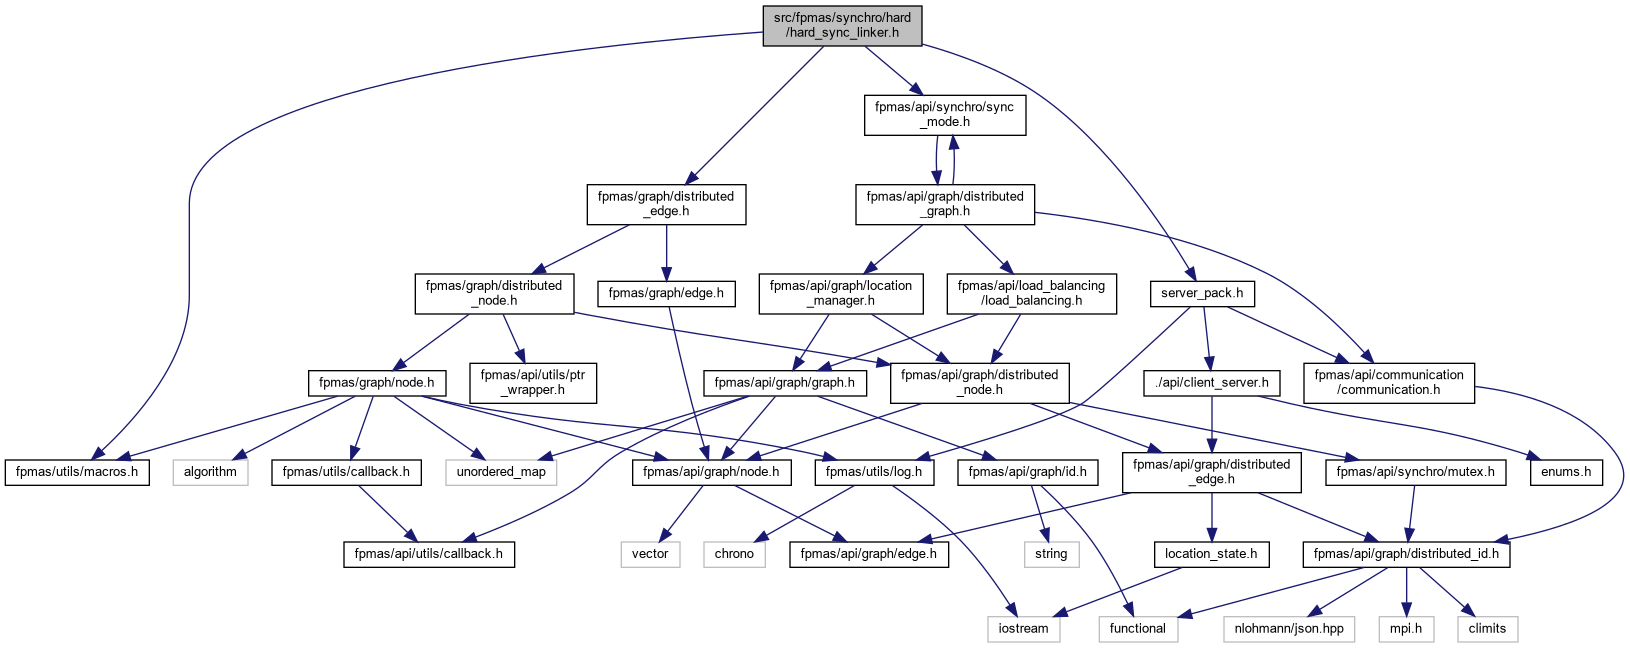 src/fpmas/synchro/hard
/hard_sync_linker.h
fpmas/api/synchro/sync
_mode.h
fpmas/graph/distributed
_edge.h
fpmas/api/graph/distributed
_graph.h
fpmas/graph/distributed
_node.h
fpmas/graph/edge.h
fpmas/api/graph/location
_manager.h
fpmas/api/load_balancing
/load_balancing.h
server_pack.h
fpmas/graph/node.h
fpmas/api/utils/ptr
_wrapper.h
fpmas/api/graph/graph.h
fpmas/api/graph/distributed
_node.h
./api/client_server.h
fpmas/api/communication
/communication.h
fpmas/utils/macros.h
algorithm
fpmas/utils/callback.h
unordered_map
fpmas/api/graph/node.h
fpmas/utils/log.h
fpmas/api/graph/id.h
fpmas/api/graph/distributed
_edge.h
fpmas/api/synchro/mutex.h
enums.h
fpmas/api/utils/callback.h
vector
chrono
fpmas/api/graph/edge.h
string
location_state.h
fpmas/api/graph/distributed_id.h
iostream
functional
nlohmann/json.hpp
mpi.h
climits